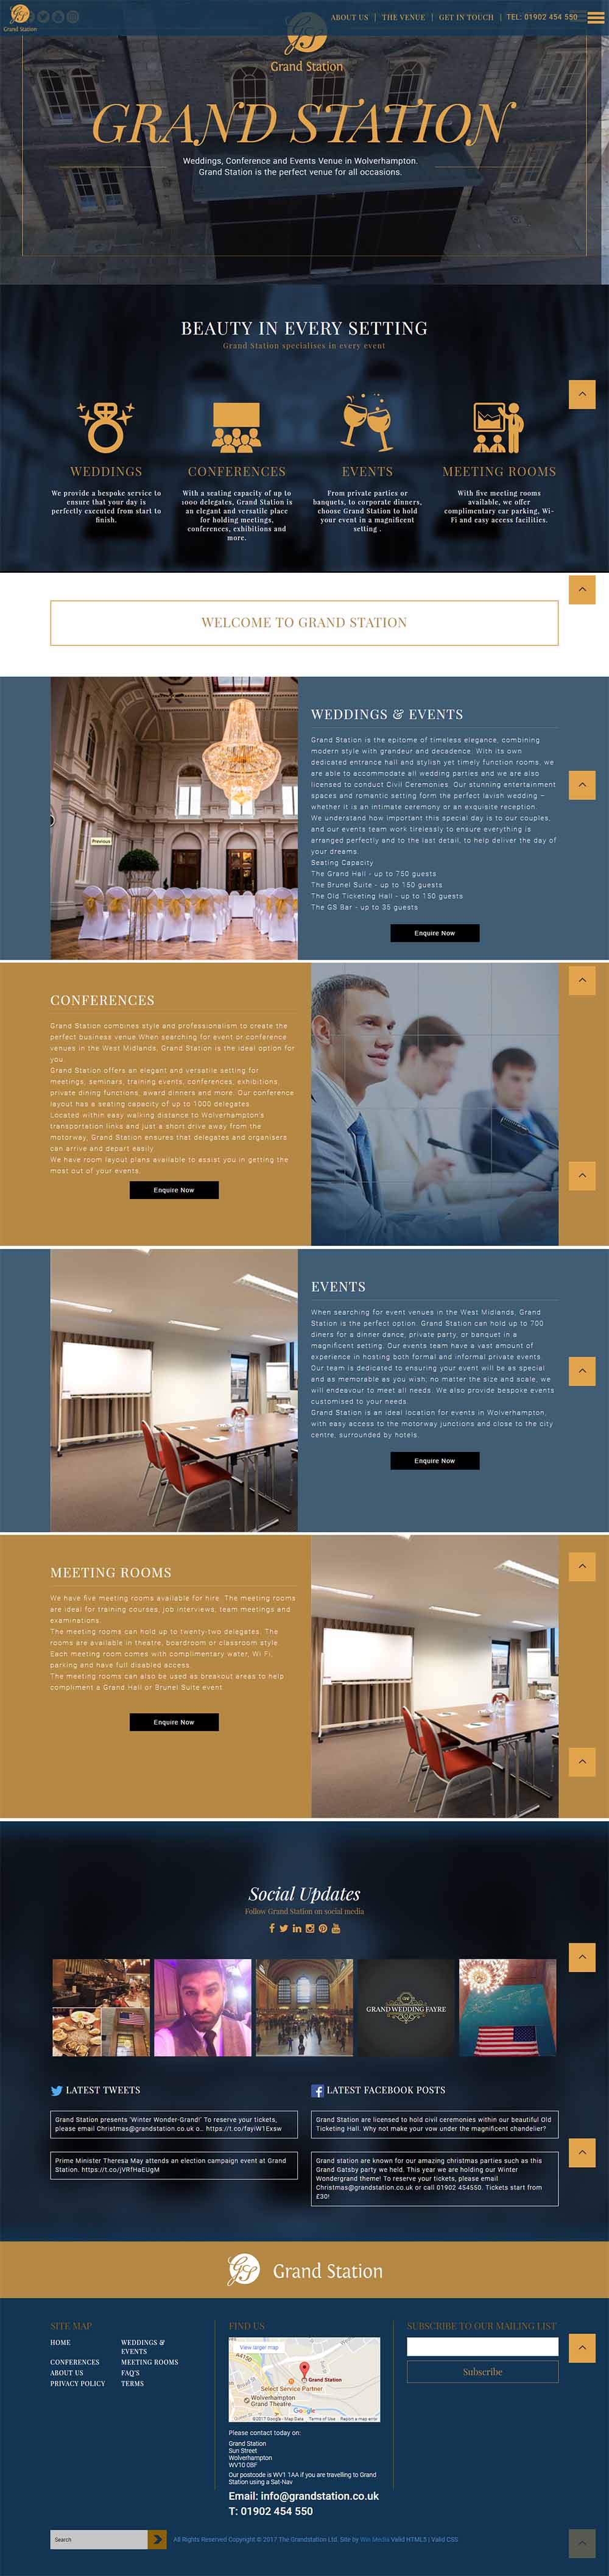 Grand Station
ABOUT US | THE VENUE | GET IN TOUCH | TEL: 01902 454 550
Grand Station
GRAND STATION
Weddings, Conference and Events Venue in Wolverhampton.
Grand Station is the perfect venue for all occasions.
BEAUTY IN EVERY SETTING
Grand Station specialises in every event
WEDDINGS
We provide a bespoke service to
ensure that your day is
perfectly executed from start to
finish.
CONFERENCES
With a seating capacity of up to
1000 delegates, Grand Station is
an elegant and versatile place
for holding meetings,
conferences, exhibitions and
more.
EVENTS
From private parties or
banquets, to corporate dinners,
choose Grand Station to hold
your event in a magnificent
setting .
MEETING ROOMS
With five meeting rooms
available, we offer
complimentary car parking, Wi-
Fi and easy access facilities.
WELCOME TO GRAND STATION
Previous
WEDDINGS & EVENTS
Grand Station is the epitome of timeless elegance, combining
modern style with grandeur and decadence. With its own
dedicated entrance hall and stylish yet timely function rooms, we
are able to accommodate all wedding parties and we are also
licensed to conduct Civil Ceremonies. Our stunning entertainment
spaces and romantic setting form the perfect lavish wedding –
whether it is an intimate ceremony or an exquisite reception.
We understand how important this special day is to our couples,
and our events team work tirelessly to ensure everything is
arranged perfectly and to the last detail, to help deliver the day of
your dreams.
Seating Capacity
The Grand Hall - up to 750 guests
The Brunel Suite - up to 150 guests
The Old Ticketing Hall - up to 150 guests
The GS Bar - up to 35 guests
Enquire Now
CONFERENCES
Grand Station combines style and professionalism to create the
perfect business venue.When searching for event or conference
venues in the West Midlands, Grand Station is the ideal option for
you.
Grand Station offers an elegant and versatile setting for
meetings, seminars, training events, conferences, exhibitions,
private dining functions, award dinners and more. Our conference
layout has a seating capacity of up to 1000 delegates.
Located within easy walking distance to Wolverhampton's
transportation links and just a short drive away from the
motorway, Grand Station ensures that delegates and organisers
can arrive and depart easily.
We have room layout plans available to assist you in getting the
most out of your events.
Enquire Now
EVENTS
When searching for event venues in the West Midlands, Grand
Station is the perfect option. Grand Station can hold up to 700
diners for a dinner dance, private party, or banquet in a
magnificent setting. Our events team have a vast amount of
experience in hosting both formal and informal private events.
Our team is dedicated to ensuring your event will be as special
and as memorable as you wish; no matter the size and scale, we
will endeavour to meet all needs. We also provide bespoke events
customised to your needs.
Grand Station is an ideal location for events in Wolverhampton,
with easy access to the motorway junctions and close to the city
centre, surrounded by hotels.
Enquire Now
MEETING ROOMS
We have five meeting rooms available for hire. The meeting rooms
are ideal for training courses, job interviews, team meetings and
examinations.
The meeting rooms can hold up to twenty-two delegates. The
rooms are available in theatre, boardroom or classroom style.
Each meeting room comes with complimentary water, Wi Fi,
parking and have full disabled access.
The meeting rooms can also be used as breakout areas to help
compliment a Grand Hall or Brunel Suite event.
Enquire Now
Social Updates
Follow Grand Station on social media
GRAND WEDDING FAYRE
LATEST TWEETS
Grand Station presents 'Winter Wonder-Grand!' To reserve your tickets,
please email Christmas@grandstation.co.uk o… https://t.co/fayiW1Exsw
Prime Minister Theresa May attends an election campaign event at Grand
Station. https://t.co/jVRfHaEUgM
LATEST FACEBOOK POSTS
Grand Station are licensed to hold civil ceremonies within our beautiful Old
Ticketing Hall. Why not make your vow under the magnificent chandelier?
Grand station are known for our amazing christmas parties such as this
Grand Gatsby party we held. This year we are holding our Winter
Wondergrand theme! To reserve your tickets, please email
Christmas@grandstation.co.uk or call 01902 454550. Tickets start from
£30!
Grand Station
SITE MAP
HOME
WEDDINGS &
EVENTS
CONFERENCES
MEETING ROOMS
ABOUT US
FAQ'S
PRIVACY POLICY
TERMS
FIND US
View larger map
A4150
Grand Station
Select Service Partner
Wolverhampton
Grand Theatre
Google
©2017 Google - Map Data
Terms of Use
Report a map error
Please contact today on:
Grand Station
Sun Street
Wolverhampton
WV10 0BF
Our postcode is WV1 1AA if you are travelling to Grand
Station using a Sat-Nav
Email: info@grandstation.co.uk
T: 01902 454 550
SUBSCRIBE TO OUR MAILING LIST
Subscribe
Search
All Rights Reserved Copyright © 2017 The Grandstation Ltd. Site by Win Media Valid HTML5 | Valid CSS